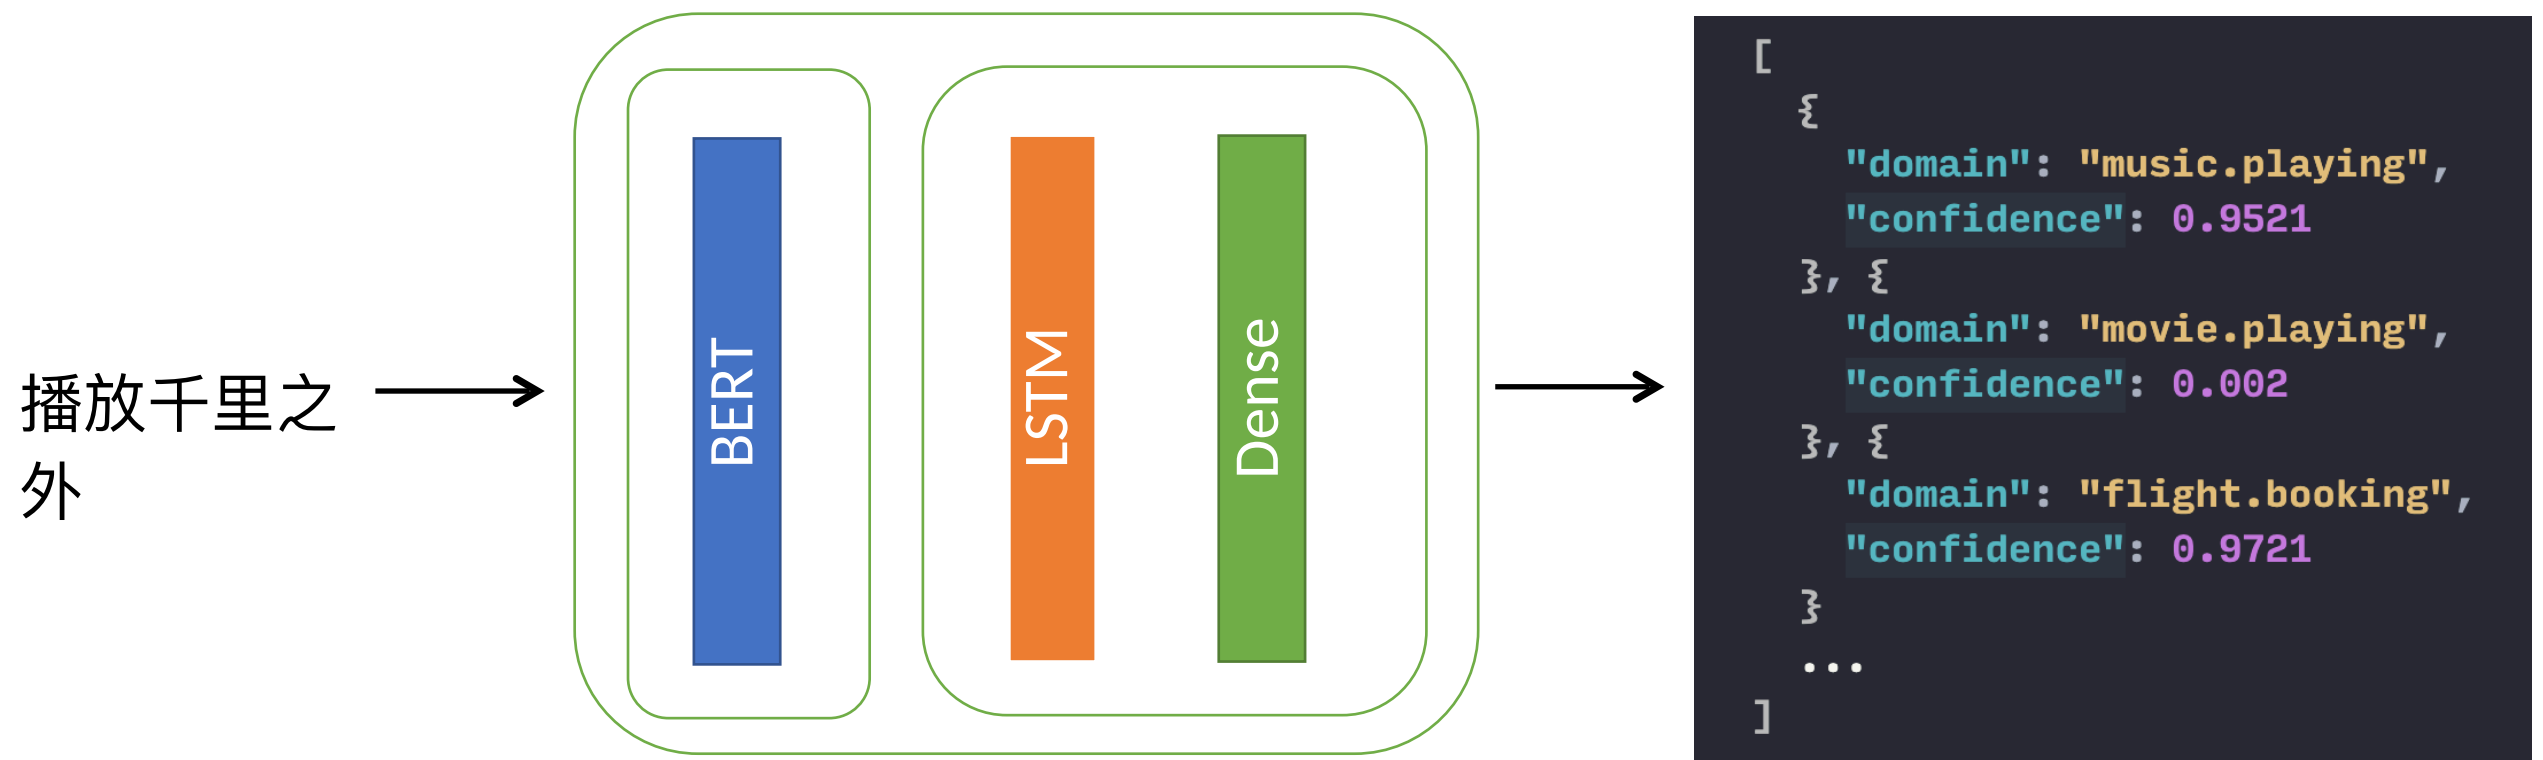 播放千里之
外
BERT
LSTM
Dense
[
{
"domain": "music.playing",
"confidence": 0.9521
}, {
"domain": "movie.playing",
"confidence": 0.002
}, {
"domain": "flight.booking",
"confidence": 0.9721
}
...
]